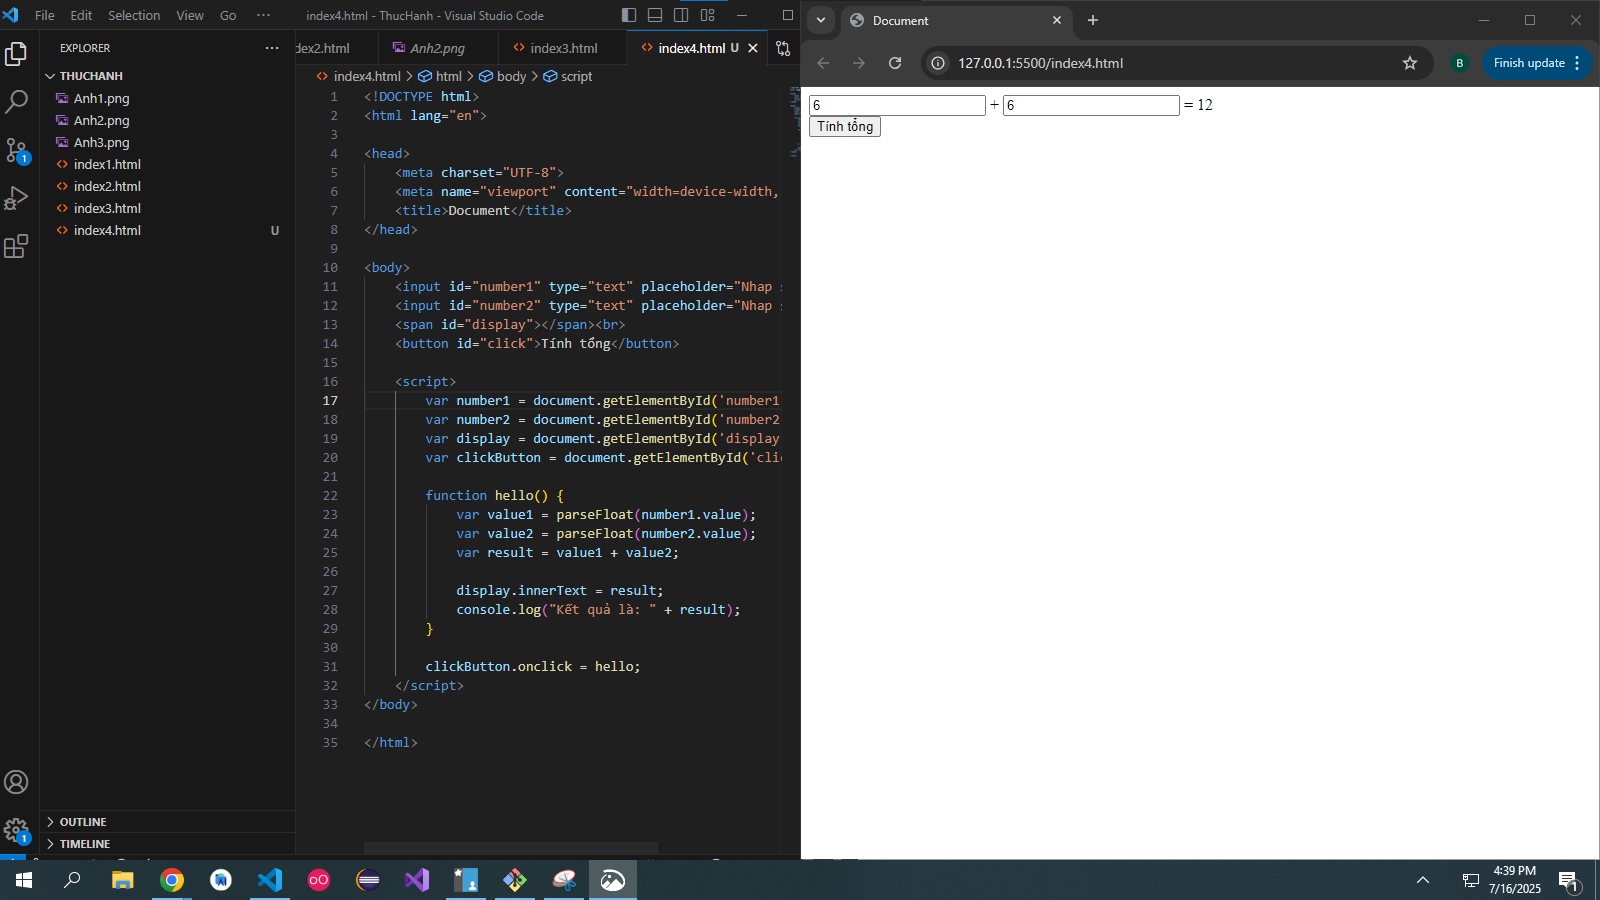 File Edit Selection View Go ··· index4.html - ThucHanh - Visual Studio Code
EXPLORER ···
THUCHANH
Anh1.png
Anh2.png
Anh3.png
index1.html
index2.html
index3.html
index4.html U
OUTLINE
TIMELINE
dex2.html Anh2.png index3.html index4.html U
index4.html > html > body > script
1 <!DOCTYPE html>
2 <html lang="en">
3
4 <head>
5 <meta charset="UTF-8">
6 <meta name="viewport" content="width=device-width,
7 <title>Document</title>
8 </head>
9
10 <body>
11 <input id="number1" type="text" placeholder="Nhap
12 <input id="number2" type="text" placeholder="Nhap
13 <span id="display"></span><br>
14 <button id="click">Tính tổng</button>
15
16 <script>
17 var number1 = document.getElementById('number1
18 var number2 = document.getElementById('number2
19 var display = document.getElementById('display
20 var clickButton = document.getElementById('cli
21
22 function hello() {
23 var value1 = parseFloat(number1.value);
24 var value2 = parseFloat(number2.value);
25 var result = value1 + value2;
26
27 display.innerText = result;
28 console.log("Kết quả là: " + result);
29 }
30
31 clickButton.onclick = hello;
32 </script>
33 </body>
34
35 </html>
1
1
Document
127.0.0.1:5500/index4.html B Finish update
6 + 6 = 12
Tính tổng
4:39 PM
7/16/2025
1